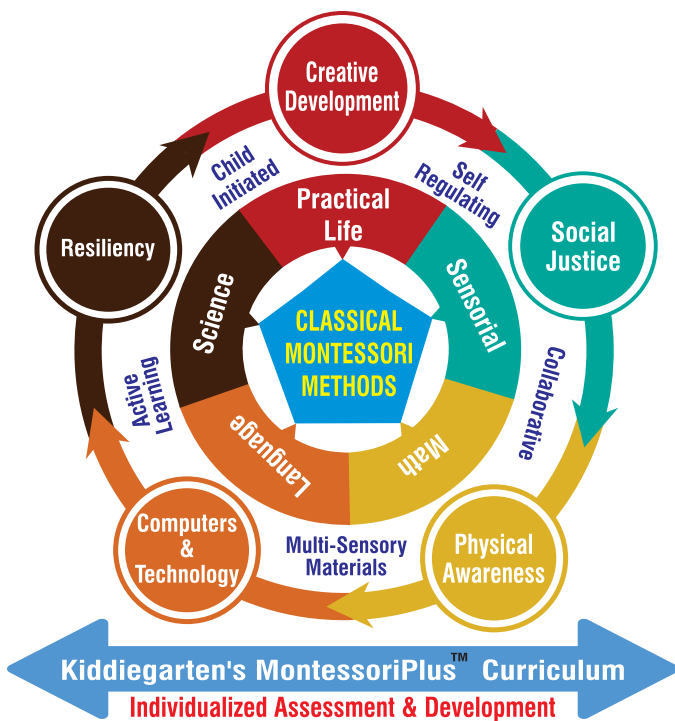 Creative
Development
Child
Initiated
Self
Regulating
Practical
Life
Resiliency
Social
Justice
Science
Sensorial
CLASSICAL
MONTESSORI
METHODS
Active
Learning
Collaborative
Language
Math
Computers
&
Technology
Multi-Sensory
Materials
Physical
Awareness
Kiddiegarten's MontessoriPlus™ Curriculum
Individualized Assessment & Development